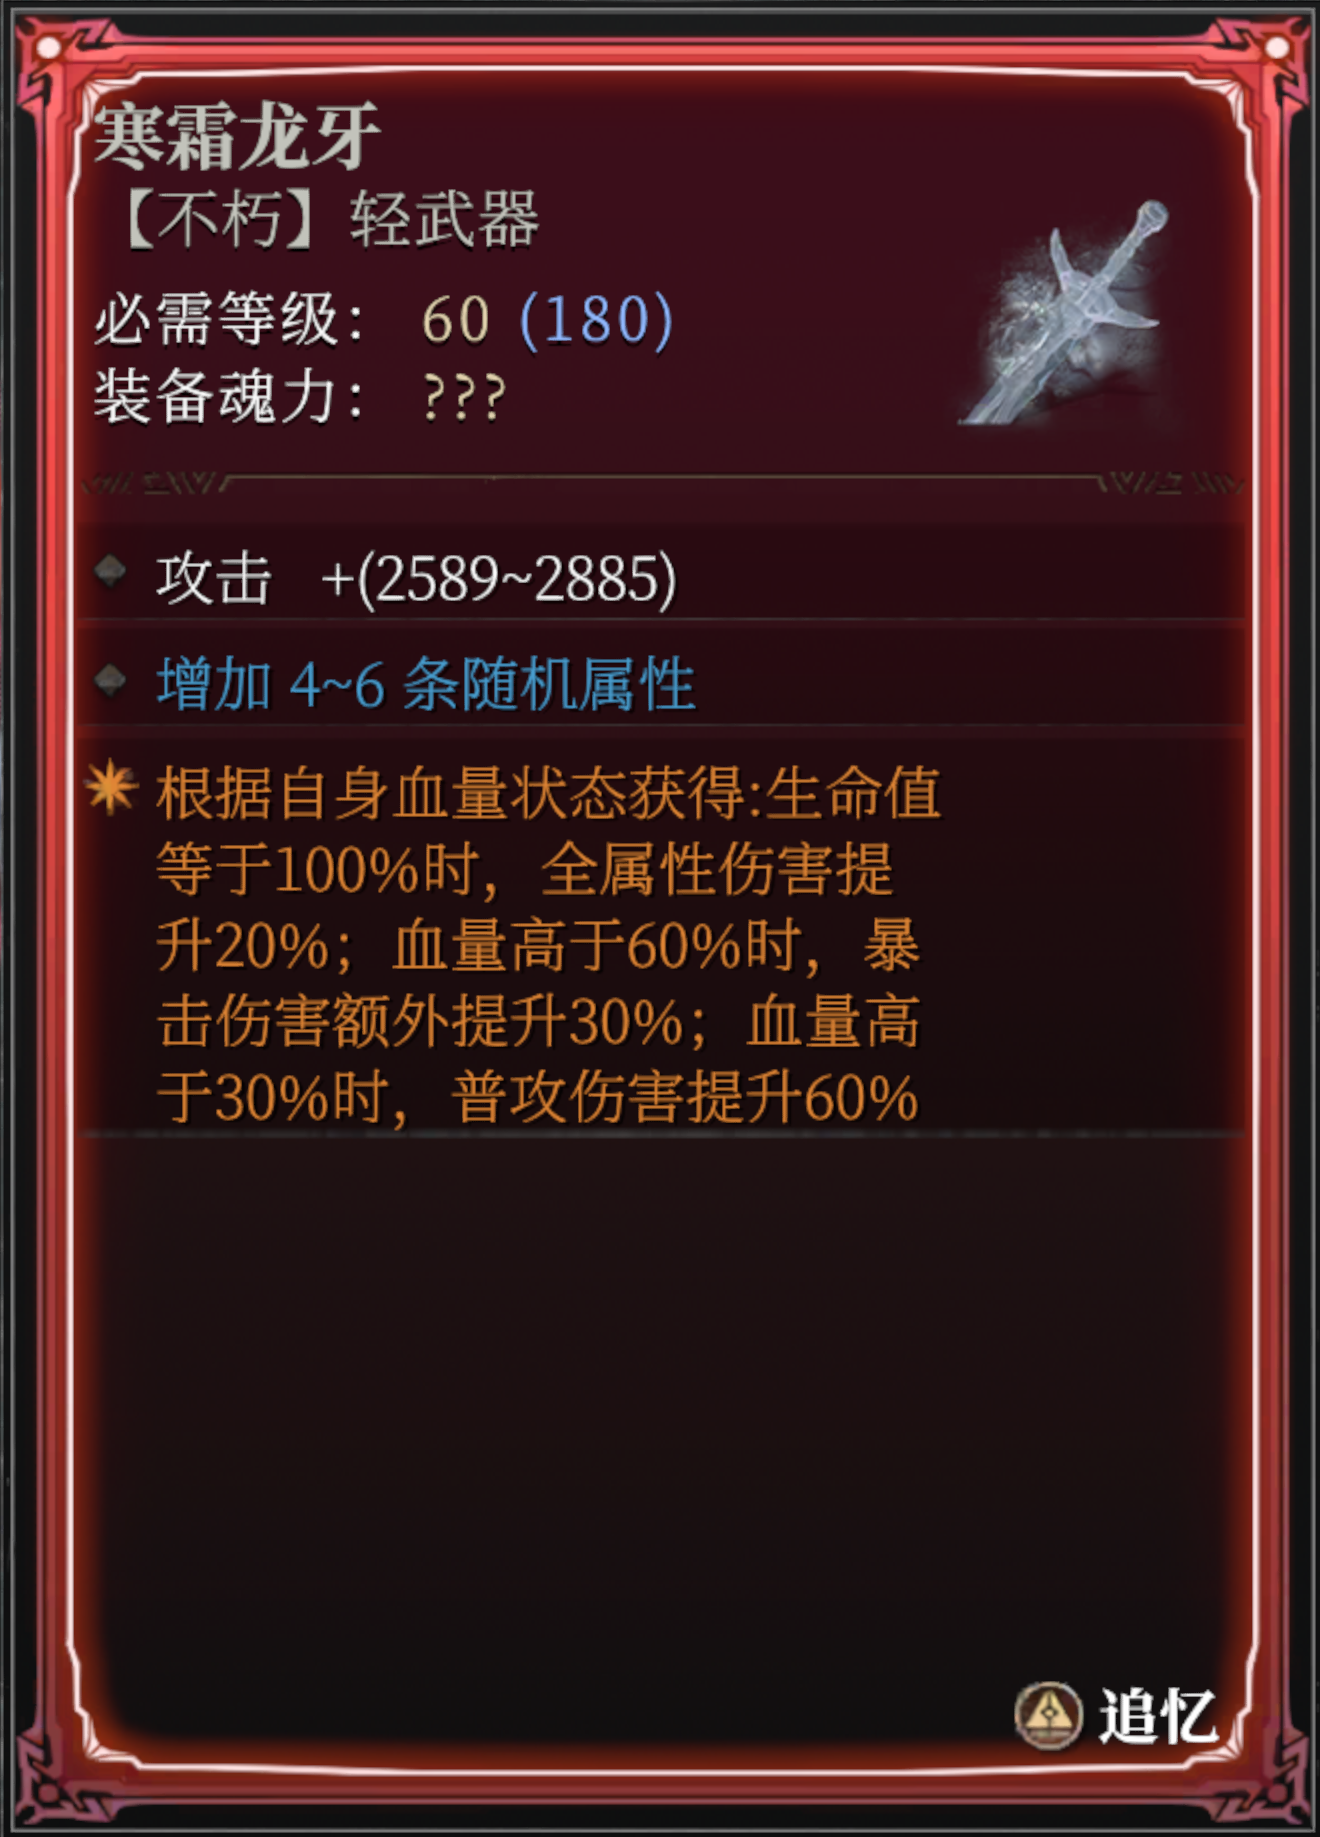 寒霜龙牙
【不朽】轻武器
必需等级： 60 (180)
装备魂力： ???
攻击 +(2589~2885)
增加 4~6 条随机属性
根据自身血量状态获得:生命值
等于100%时，全属性伤害提
升20%；血量高于60%时，暴
击伤害额外提升30%；血量高
于30%时，普攻伤害提升60%
追忆